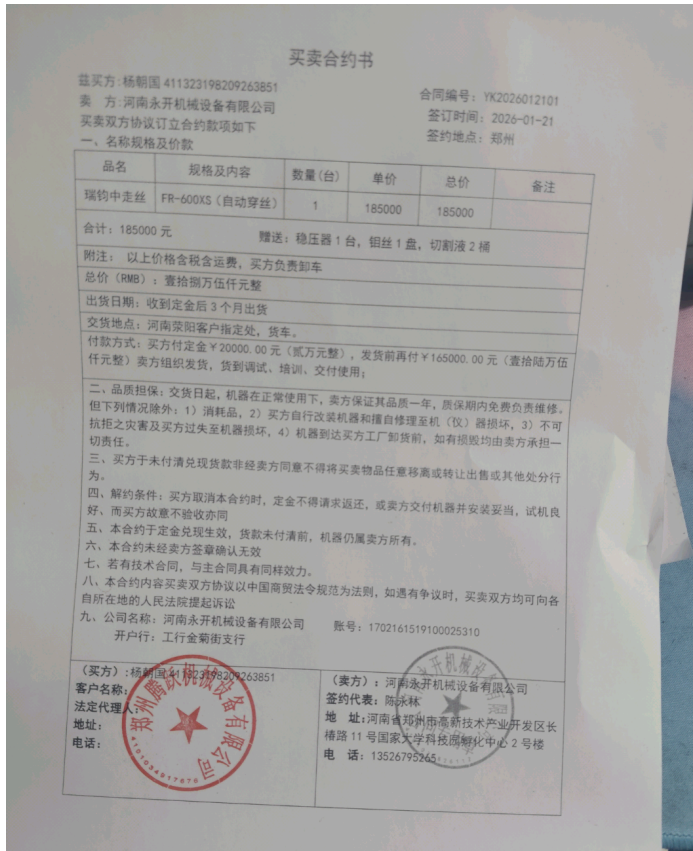 买卖合约书
兹买方：杨朝国 411323198209263851
卖　方：河南永开机械设备有限公司
买卖双方协议订立合约款项如下
合同编号：YK2026012101
签订时间：2026-01-21
签约地点：郑州
一、名称规格及价款
品名 规格及内容 数量（台） 单价 总价 备注
瑞钧中走丝 FR-600XS（自动穿丝） 1 185000 185000
合计：185000 元 赠送：稳压器 1 台，钼丝 1 盘，切割液 2 桶
附注： 以上价格含税含运费，买方负责卸车
总价（RMB）：壹拾捌万伍仟元整
出货日期：收到定金后 3 个月出货
交货地点：河南荥阳客户指定处，货车。
付款方式：买方付定金￥20000.00 元（贰万元整），发货前再付￥165000.00 元（壹拾陆万伍
仟元整）卖方组织发货，货到调试、培训、交付使用；
二、品质担保：交货日起，机器在正常使用下，卖方保证其品质一年，质保期内免费负责维修。
但下列情况除外：1）消耗品，2）买方自行改装机器和擅自修理至机（仪）器损坏，3）不可
抗拒之灾害及买方过失至机器损坏，4）机器到达买方工厂卸货前，如有损毁均由卖方承担一
切责任。
三、买方于未付清兑现货款非经卖方同意不得将买卖物品任意移离或转让出售或其他处分行
为。
四、解约条件：买方取消本合约时，定金不得请求返还，或卖方交付机器并安装妥当，试机良
好、而买方故意不验收亦同
五、本合约于定金兑现生效，货款未付清前，机器仍属卖方所有。
六、本合约未经卖方签章确认无效
七、若有技术合同，与主合同具有同样效力。
八、本合约内容买卖双方协议以中国商贸法令规范为法则，如遇有争议时，买卖双方均可向各
自所在地的人民法院提起诉讼
九、公司名称：河南永开机械设备有限公司 账号：1702161519100025310
开户行：工行金菊街支行
（买方）：杨朝国 411323198209263851
客户名称：
法定代理人：
地址：
电话：
郑州腾跃机械设备有限公司
4101034917678
（卖方）：河南永开机械设备有限公司
签约代表：陈永林
地　址：河南省郑州市高新技术产业开发区长
椿路 11 号国家大学科技园孵化中心 2 号楼
电　话：13526795265